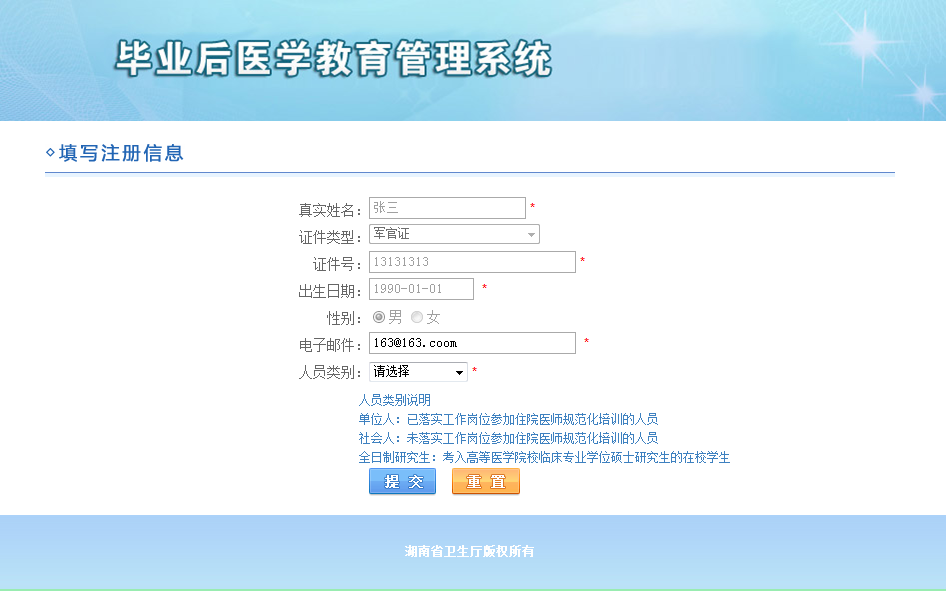 毕业后医学教育管理系统
填写注册信息
真实姓名： 张三 *
证件类型： 军官证
证件号： 13131313 *
出生日期： 1990-01-01 *
性别： 男 女
电子邮件： 163@163.coom *
人员类别： 请选择 *
人员类别说明
单位人：已落实工作岗位参加住院医师规范化培训的人员
社会人：未落实工作岗位参加住院医师规范化培训的人员
全日制研究生：考入高等医学院校临床专业学位硕士研究生的在校学生
提 交 重 置
湖南省卫生厅版权所有